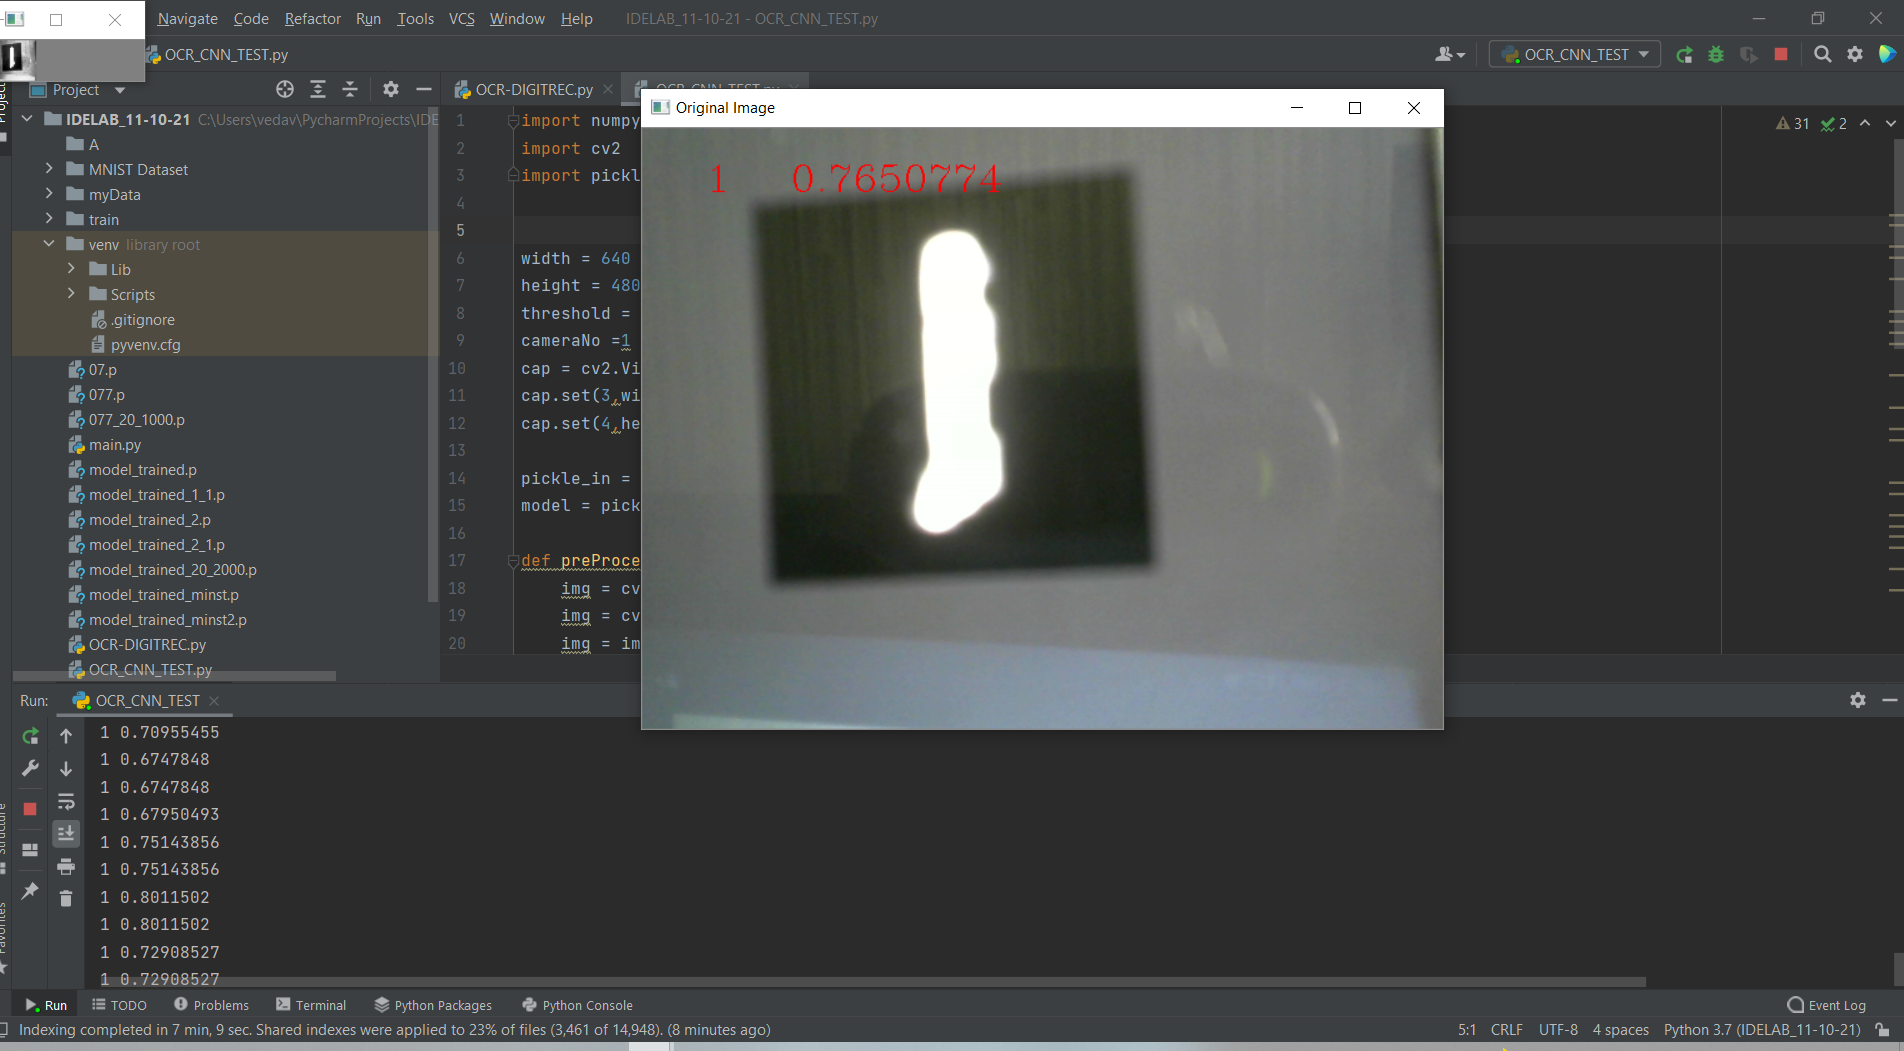 Navigate Code Refactor Run Tools VCS Window Help IDELAB_11-10-21 - OCR_CNN_TEST.py
OCR_CNN_TEST.py
OCR_CNN_TEST
Project
OCR-DIGITREC.py
OCR_CNN_TEST.py
IDELAB_11-10-21 C:\Users\vedav\PycharmProjects\IDE
A
MNIST Dataset
myData
train
venv library root
Lib
Scripts
.gitignore
pyvenv.cfg
07.p
077.p
077_20_1000.p
main.py
model_trained.p
model_trained_1_1.p
model_trained_2.p
model_trained_2_1.p
model_trained_20_2000.p
model_trained_minst.p
model_trained_minst2.p
OCR-DIGITREC.py
OCR_CNN_TEST.py
1 import numpy
2 import cv2
3 import pickl
4
5
6 width = 640
7 height = 480
8 threshold =
9 cameraNo =1
10 cap = cv2.Vi
11 cap.set(3,wi
12 cap.set(4,he
13
14 pickle_in =
15 model = pick
16
17 def preProce
18 img = cv
19 img = cv
20 img = im
31 2
Original Image
1 0.7650774
Run: OCR_CNN_TEST
1 0.70955455
1 0.6747848
1 0.6747848
1 0.67950493
1 0.75143856
1 0.75143856
1 0.8011502
1 0.8011502
1 0.72908527
1 0.72908527
Structure
Favorites
Run TODO Problems Terminal Python Packages Python Console Event Log
Indexing completed in 7 min, 9 sec. Shared indexes were applied to 23% of files (3,461 of 14,948). (8 minutes ago) 5:1 CRLF UTF-8 4 spaces Python 3.7 (IDELAB_11-10-21)